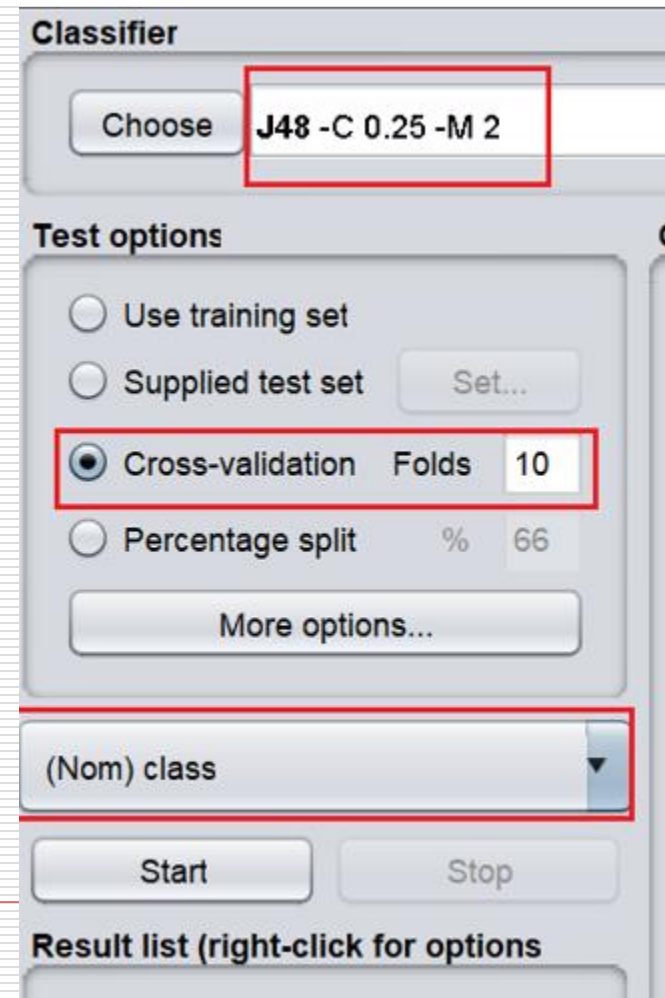 Classifier
Choose J48 -C 0.25 -M 2
Test options
Use training set
Supplied test set Set...
Cross-validation Folds 10
Percentage split % 66
More options...
(Nom) class
Start Stop
Result list (right-click for options